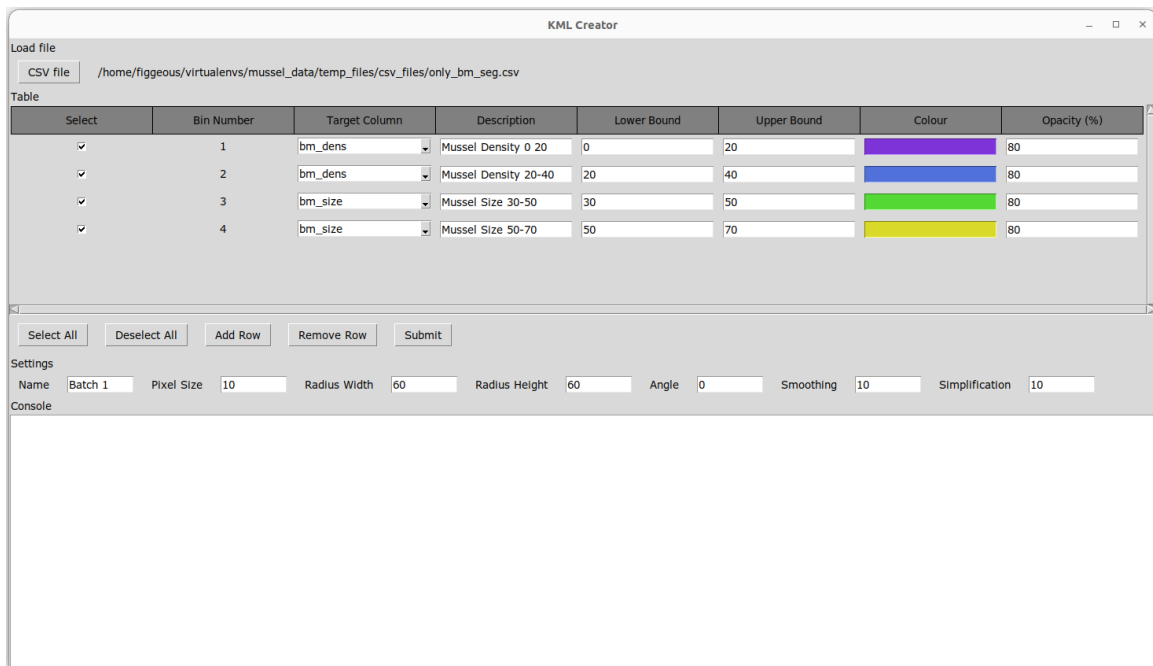 KML Creator
Load file
CSV file /home/figgeous/virtualenvs/mussel_data/temp_files/csv_files/only_bm_seg.csv
Table
Select Bin Number Target Column Description Lower Bound Upper Bound Colour Opacity (%)
1 bm_dens Mussel Density 0 20 0 20 80
2 bm_dens Mussel Density 20-40 20 40 80
3 bm_size Mussel Size 30-50 30 50 80
4 bm_size Mussel Size 50-70 50 70 80
Select All Deselect All Add Row Remove Row Submit
Settings
Name Batch 1 Pixel Size 10 Radius Width 60 Radius Height 60 Angle 0 Smoothing 10 Simplification 10
Console